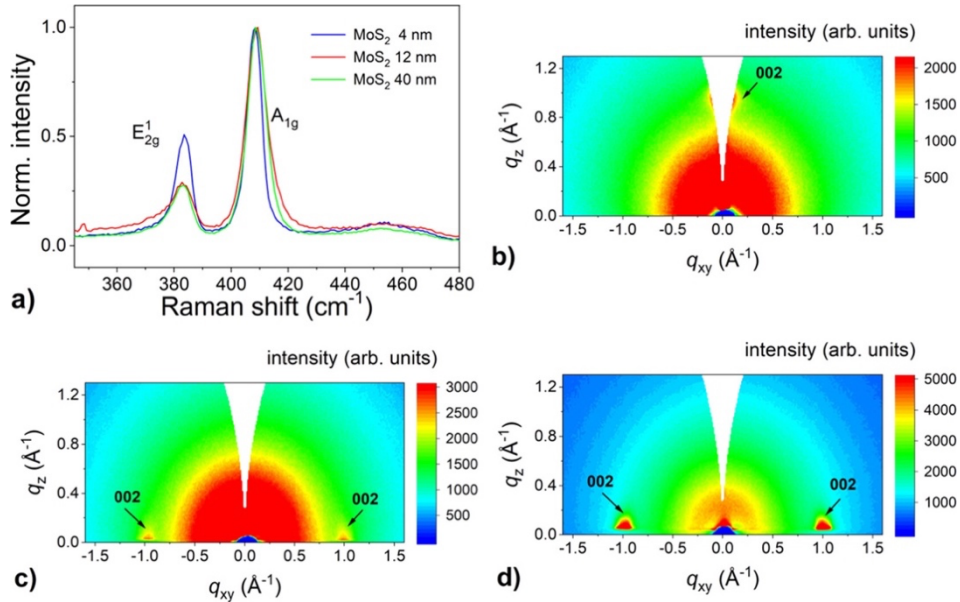 1.0
0.5
0.0
Norm. intensity
MoS₂ 4 nm
MoS₂ 12 nm
MoS₂ 40 nm
E¹₂g
A₁g
360 380 400 420 440 460 480
Raman shift (cm⁻¹)
a)
intensity (arb. units)
002
1.2
0.8
0.4
0.0
q_z (Å⁻¹)
-1.5 -1.0 -0.5 0.0 0.5 1.0 1.5
q_xy (Å⁻¹)
2000
1500
1000
500
b)
intensity (arb. units)
1.2
0.8
0.4
0.0
q_z (Å⁻¹)
002
002
-1.5 -1.0 -0.5 0.0 0.5 1.0 1.5
q_xy (Å⁻¹)
3000
2500
2000
1500
1000
500
c)
intensity (arb. units)
1.2
0.8
0.4
0.0
q_z (Å⁻¹)
002
002
-1.5 -1.0 -0.5 0.0 0.5 1.0 1.5
q_xy (Å⁻¹)
5000
4000
3000
2000
1000
d)